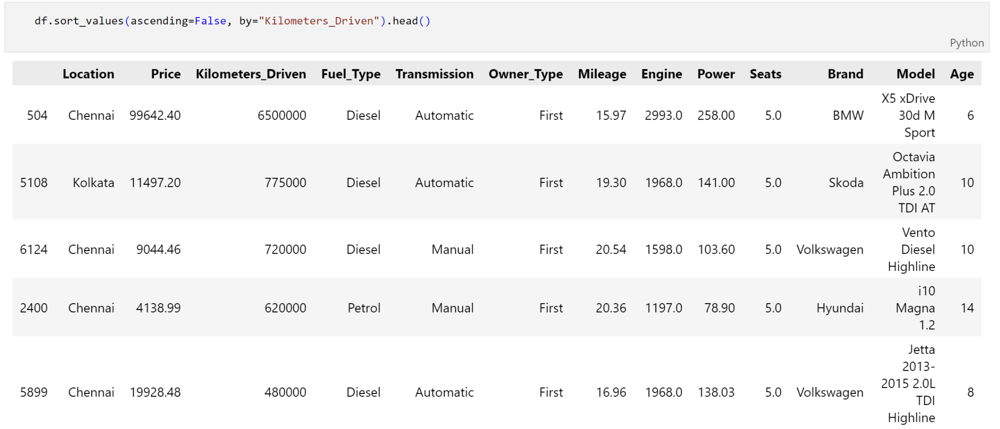 df.sort_values(ascending=False, by="Kilometers_Driven").head()
Python
Location Price Kilometers_Driven Fuel_Type Transmission Owner_Type Mileage Engine Power Seats Brand Model Age
504 Chennai 99642.40 6500000 Diesel Automatic First 15.97 2993.0 258.00 5.0 BMW X5 xDrive 30d M Sport 6
5108 Kolkata 11497.20 775000 Diesel Automatic First 19.30 1968.0 141.00 5.0 Skoda Octavia Ambition Plus 2.0 TDI AT 10
6124 Chennai 9044.46 720000 Diesel Manual First 20.54 1598.0 103.60 5.0 Volkswagen Vento Diesel Highline 10
2400 Chennai 4138.99 620000 Petrol Manual First 20.36 1197.0 78.90 5.0 Hyundai i10 Magna 1.2 14
5899 Chennai 19928.48 480000 Diesel Automatic First 16.96 1968.0 138.03 5.0 Volkswagen Jetta 2013-2015 2.0L TDI Highline 8